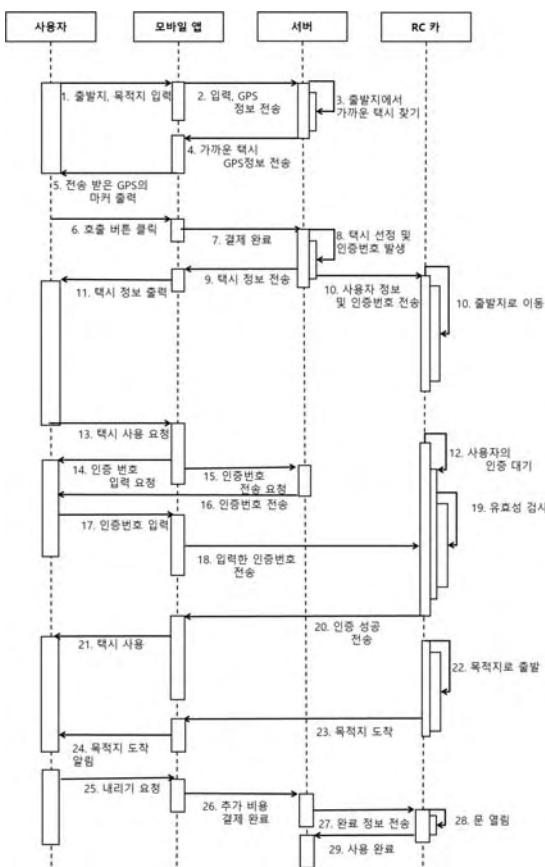 사용자
모바일 앱
서버
RC 카
1. 출발지, 목적지 입력
2. 입력, GPS
정보 전송
3. 출발지에서
가까운 택시 찾기
4. 가까운 택시
GPS정보 전송
5. 전송 받은 GPS의
마커 출력
6. 호출 버튼 클릭
7. 결제 완료
8. 택시 선정 및
인증번호 발생
9. 택시 정보 전송
10. 사용자 정보
및 인증번호 전송
11. 택시 정보 출력
10. 출발지로 이동
13. 택시 사용 요청
12. 사용자의
인증 대기
14. 인증 번호
입력 요청
15. 인증번호
전송 요청
16. 인증번호 전송
17. 인증번호 입력
19. 유효성 검사
18. 입력한 인증번호
전송
20. 인증 성공
전송
21. 택시 사용
22. 목적지로 출발
23. 목적지 도착
24. 목적지 도착
알림
25. 내리기 요청
26. 추가 비용
결제 완료
27. 완료 정보 전송
28. 문 열림
29. 사용 완료